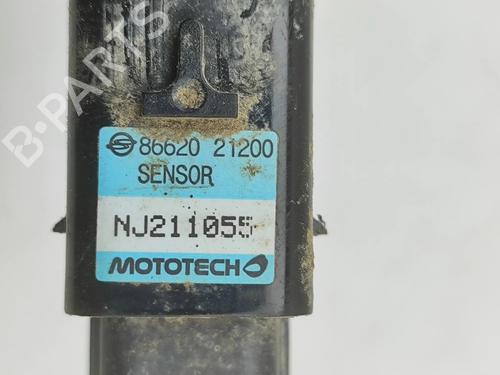 B-PARTS
86620 21200
SENSOR
NJ211055
MOTOTECH